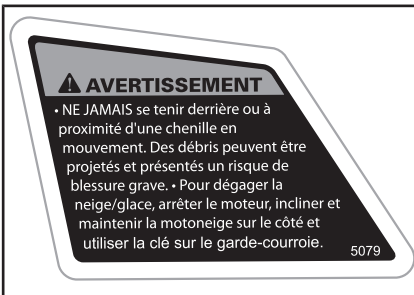 AVERTISSEMENT
• NE JAMAIS se tenir derrière ou à
proximité d'une chenille en
mouvement. Des débris peuvent être
projetés et présentés un risque de
blessure grave. • Pour dégager la
neige/glace, arrêter le moteur, incliner et
maintenir la motoneige sur le côté et
utiliser la clé sur le garde-courroie.
5079